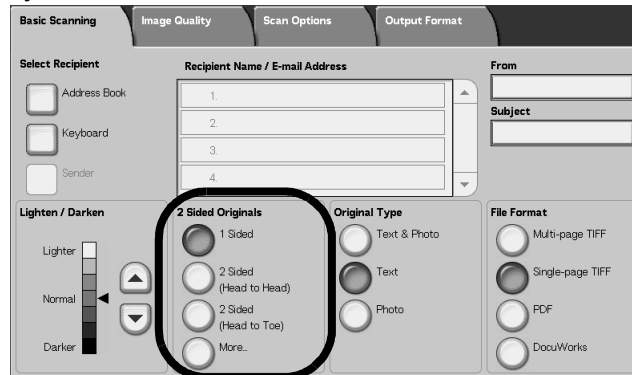 Basic Scanning
Image Quality
Scan Options
Output Format
Select Recipient
Recipient Name / E-mail Address
From
Address Book
1.
Keyboard
2.
Subject
3.
Sender
4.
Lighten / Darken
2 Sided Originals
Original Type
File Format
Lighter
Normal
Darker
1 Sided
2 Sided
(Head to Head)
2 Sided
(Head to Toe)
More..
Text & Photo
Text
Photo
Multi-page TIFF
Single-page TIFF
PDF
DocuWorks